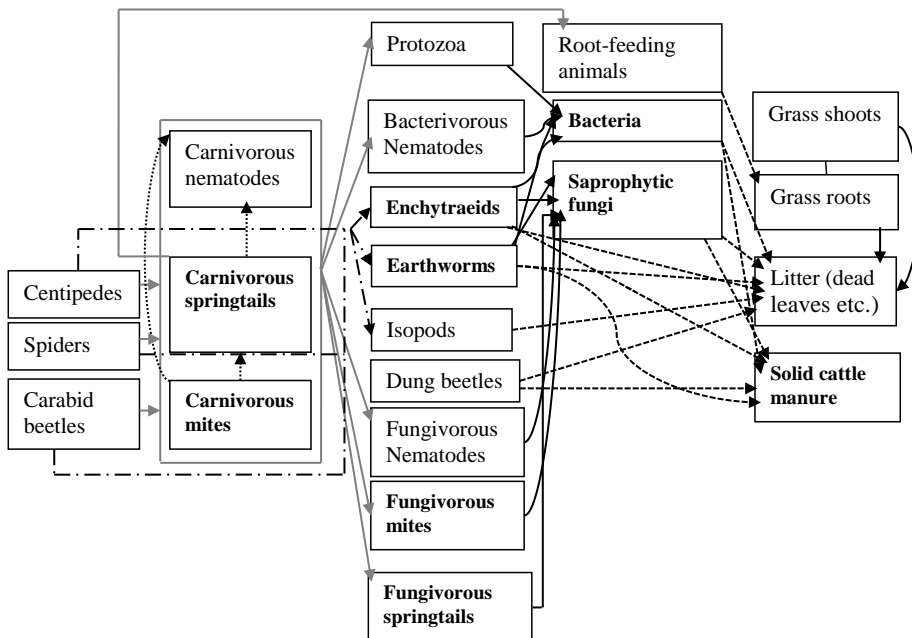 Protozoa
Root-feeding
animals
Grass shoots
Bacterivorous
Nematodes
Bacteria
Carnivorous
nematodes
Saprophytic
fungi
Grass roots
Enchytraeids
Earthworms
Centipedes
Carnivorous
springtails
Litter (dead
leaves etc.)
Spiders
Isopods
Dung beetles
Solid cattle
manure
Carabid
beetles
Carnivorous
mites
Fungivorous
Nematodes
Fungivorous
mites
Fungivorous
springtails